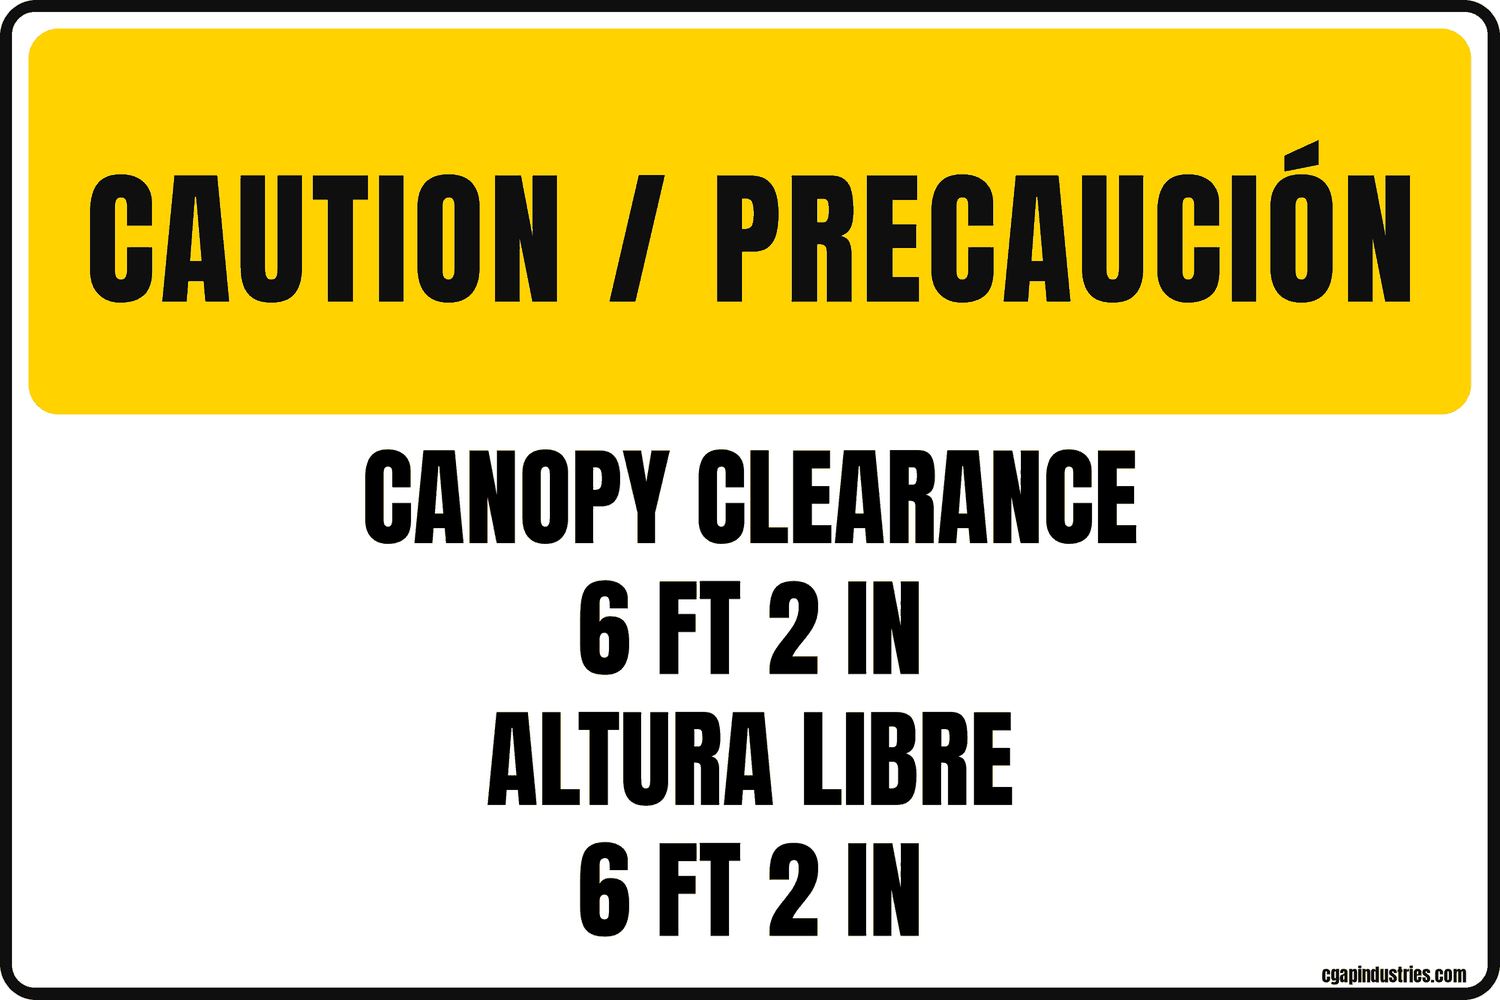 CAUTION / PRECAUCIÓN
CANOPY CLEARANCE
6 FT 2 IN
ALTURA LIBRE
6 FT 2 IN
cgapindustries.com